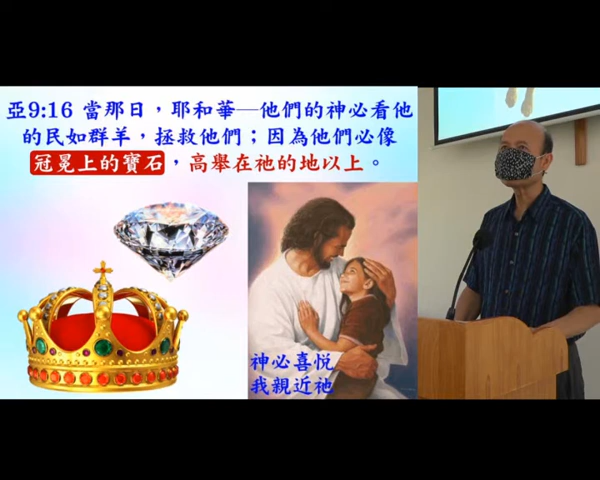 亞9:16 當那日，耶和華─他們的神必看他
的民如群羊，拯救他們；因為他們必像
冠冕上的寶石，高舉在祂的地以上。
神必喜悅
我親近祂